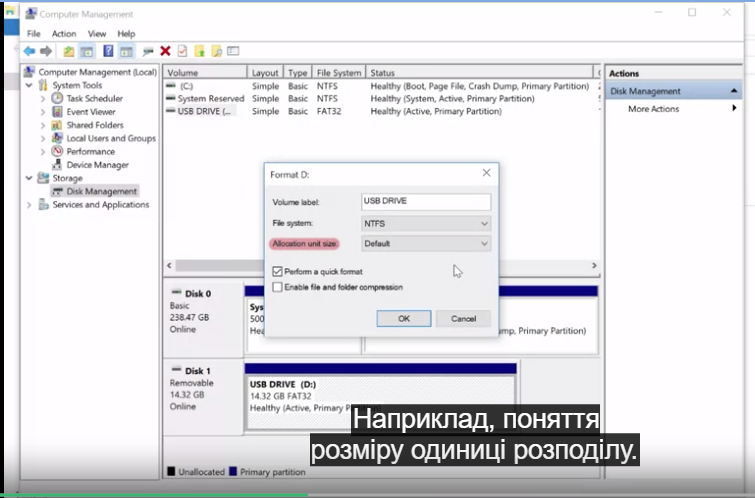 Computer Management
File Action View Help
Computer Management (Local)
System Tools
Task Scheduler
Event Viewer
Shared Folders
Local Users and Groups
Performance
Device Manager
Storage
Disk Management
Services and Applications
Volume Layout Type File System Status
(C:) Simple Basic NTFS Healthy (Boot, Page File, Crash Dump, Primary Partition)
System Reserved Simple Basic NTFS Healthy (System, Active, Primary Partition)
USB DRIVE (... Simple Basic FAT32 Healthy (Active, Primary Partition)
Actions
Disk Management
More Actions
Format D:
Volume label: USB DRIVE
File system: NTFS
Allocation unit size: Default
Perform a quick format
Enable file and folder compression
OK Cancel
Disk 0
Basic
238.47 GB
Online
Sys
500
Hea
mp, Primary Partition)
Disk 1
Removable
14.32 GB
Online
USB DRIVE (D:)
14.32 GB FAT32
Healthy (Active, Primary P
Наприклад, поняття
розміру одиниці розподілу.
Unallocated Primary partition